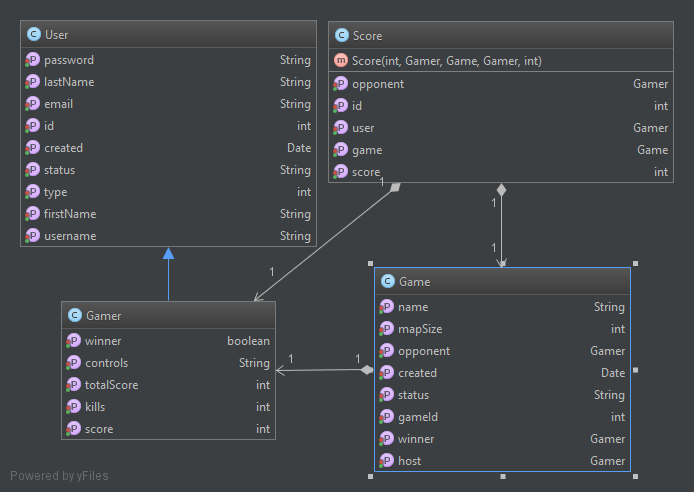 C User
P password String
P lastName String
P email String
P id int
P created Date
P status String
P type int
P firstName String
P username String
C Score
m Score(int, Gamer, Game, Gamer, int)
P opponent Gamer
P id int
P user Gamer
P game Game
P score int
1
1
1
1
C Gamer
P winner boolean
P controls String
P totalScore int
P kills int
P score int
1 1
C Game
P name String
P mapSize int
P opponent Gamer
P created Date
P status String
P gameId int
P winner Gamer
P host Gamer
Powered by yFiles